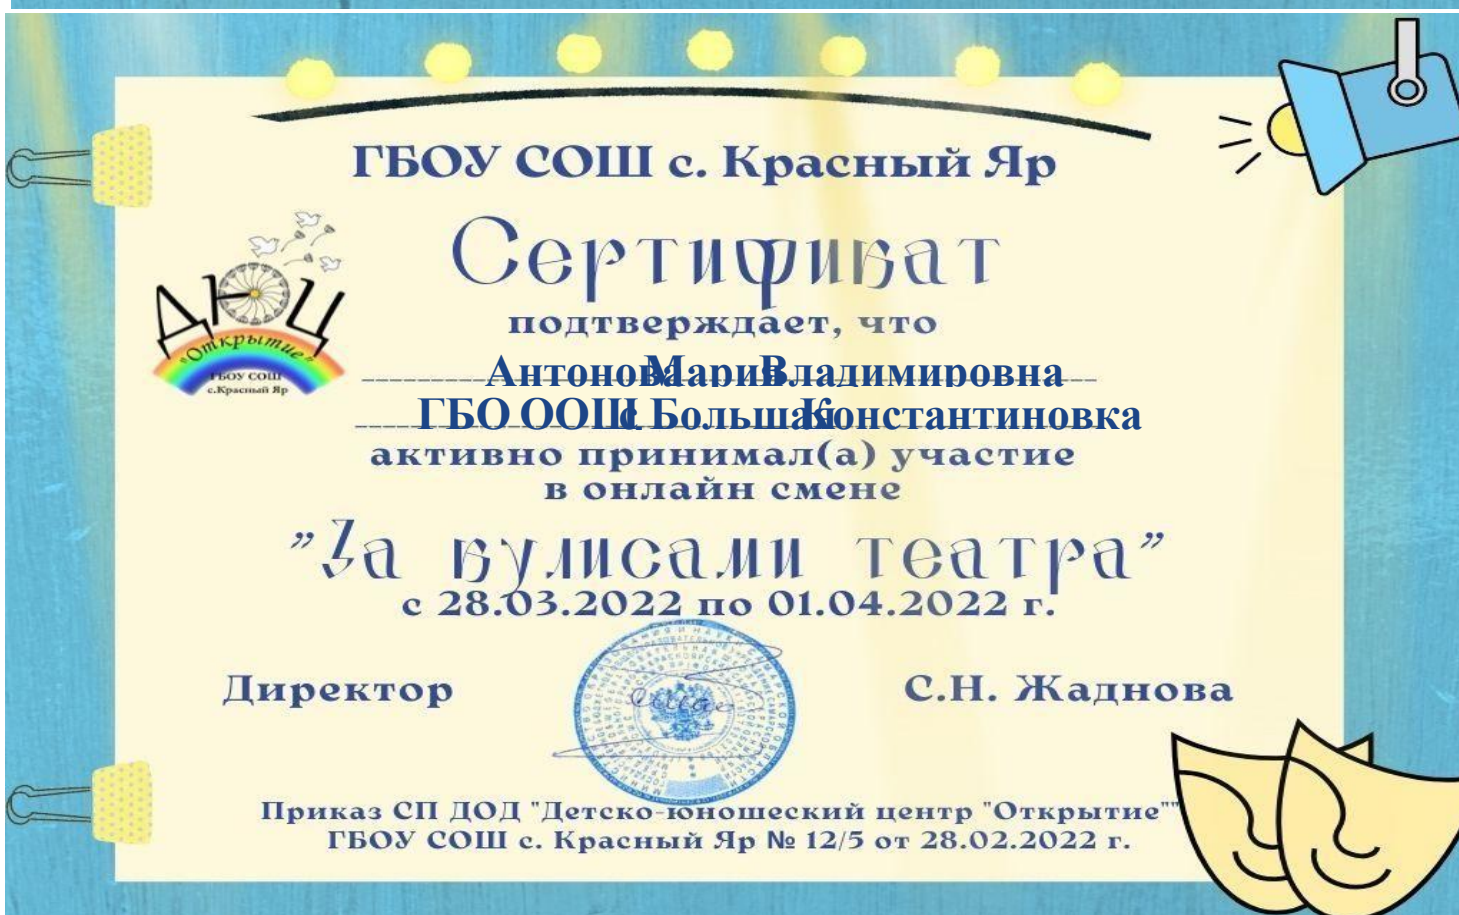 ГБОУ СОШ с. Красный Яр
Сертификат
ДЮЦ
"Открытие"
ГБОУ СОШ
с.Красный Яр
подтверждает, что
Антонова Мария Владимировна
ГБО ООШ с Большая Константиновка
активно принимал(а) участие
в онлайн смене
"За кулисами театра"
с 28.03.2022 по 01.04.2022 г.
Директор С.Н. Жаднова
Приказ СП ДОД "Детско-юношеский центр "Открытие""
ГБОУ СОШ с. Красный Яр № 12/5 от 28.02.2022 г.